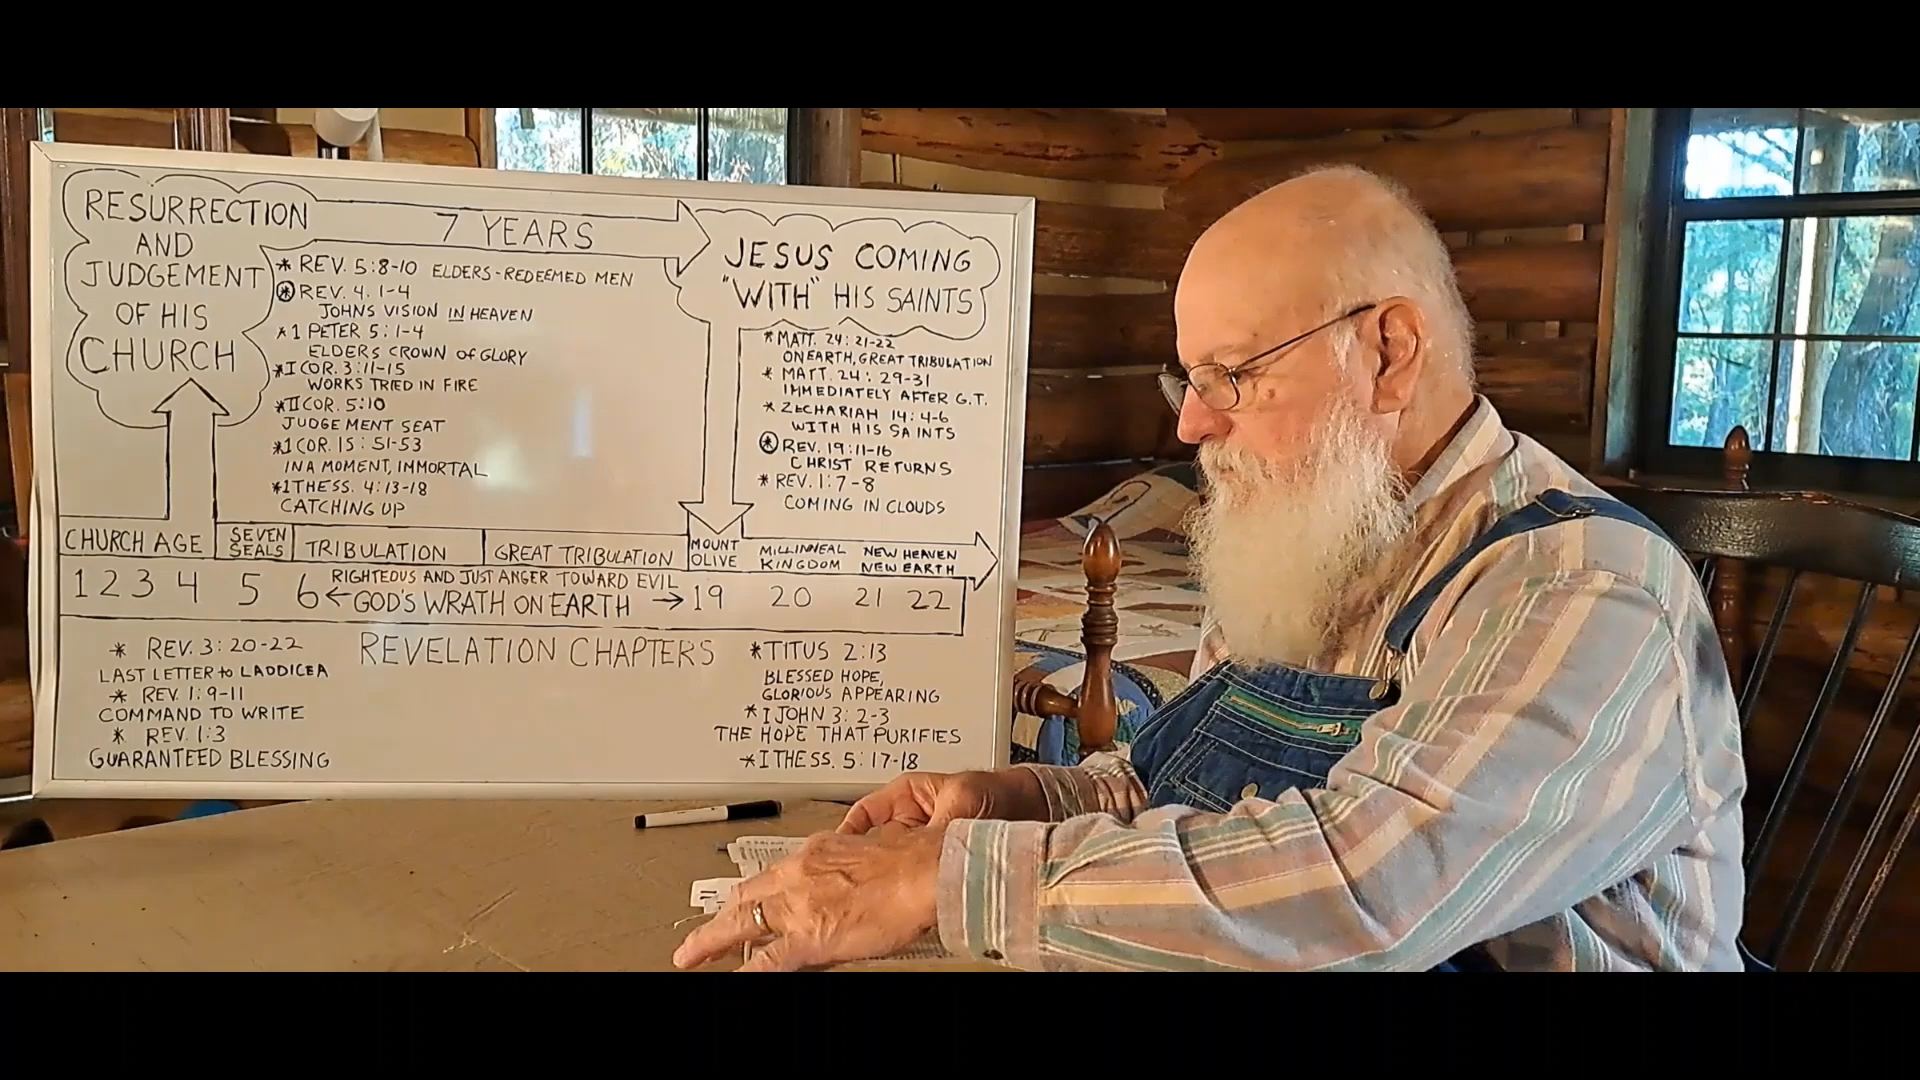 RESURRECTION
AND
JUDGEMENT
OF HIS
CHURCH
7 YEARS
JESUS COMING
"WITH" HIS SAINTS
* REV. 5:8-10 ELDERS-REDEEMED MEN
* REV. 4. 1-4
JOHNS VISION IN HEAVEN
* 1 PETER 5:1-4
ELDERS CROWN of GLORY
* I COR. 3:11-15
WORKS TRIED IN FIRE
* II COR. 5:10
JUDGEMENT SEAT
* 1 COR. 15:51-53
IN A MOMENT, IMMORTAL
* 1 THESS. 4:13-18
CATCHING UP
* MATT. 24:21-22
ON EARTH, GREAT TRIBULATION
* MATT. 24:29-31
IMMEDIATELY AFTER G.T.
* ZECHARIAH 14:4-6
WITH HIS SAINTS
* REV. 19:11-16
CHRIST RETURNS
* REV. 1:7-8
COMING IN CLOUDS
CHURCH AGE
SEVEN
SEALS
TRIBULATION
GREAT TRIBULATION
MOUNT
OLIVE
MILLINNEAL
KINGDOM
NEW HEAVEN
NEW EARTH
1 2 3 4 5 6 ← GOD'S WRATH ON EARTH → 19 20 21 22
RIGHTEOUS AND JUST ANGER TOWARD EVIL
REVELATION CHAPTERS
* REV. 3:20-22
LAST LETTER to LAODICEA
* REV. 1:9-11
COMMAND TO WRITE
* REV. 1:3
GUARANTEED BLESSING
* TITUS 2:13
BLESSED HOPE,
GLORIOUS APPEARING
* I JOHN 3:2-3
THE HOPE THAT PURIFIES
* I THESS. 5:17-18